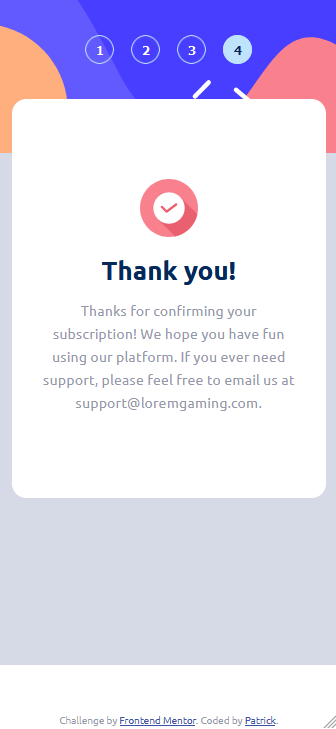 1 2 3 4
Thank you!
Thanks for confirming your
subscription! We hope you have fun
using our platform. If you ever need
support, please feel free to email us at
support@loremgaming.com.
Challenge by Frontend Mentor. Coded by Patrick.